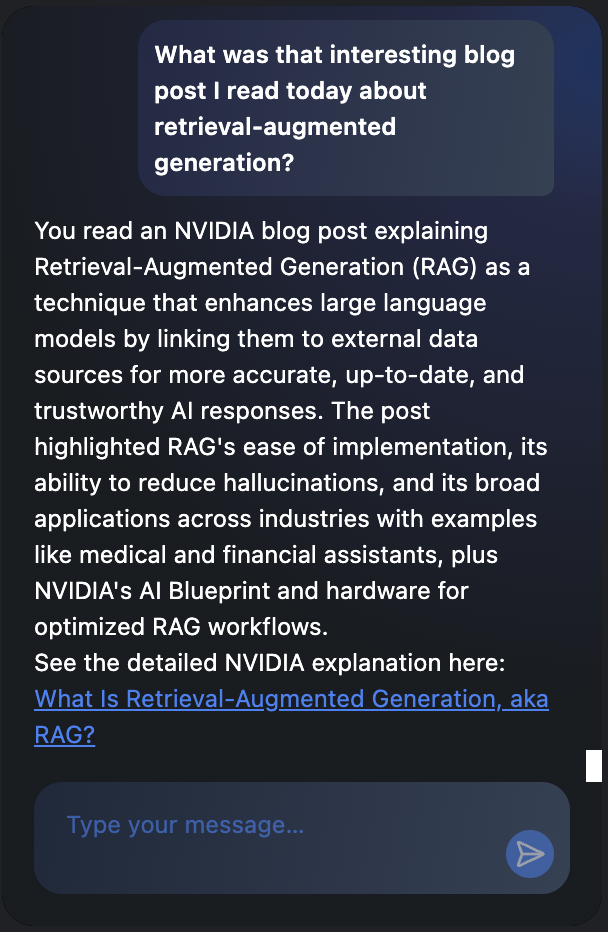 What was that interesting blog
post I read today about
retrieval-augmented
generation?
You read an NVIDIA blog post explaining
Retrieval-Augmented Generation (RAG) as a
technique that enhances large language
models by linking them to external data
sources for more accurate, up-to-date, and
trustworthy AI responses. The post
highlighted RAG's ease of implementation, its
ability to reduce hallucinations, and its broad
applications across industries with examples
like medical and financial assistants, plus
NVIDIA's AI Blueprint and hardware for
optimized RAG workflows.
See the detailed NVIDIA explanation here:
What Is Retrieval-Augmented Generation, aka
RAG?
Type your message...